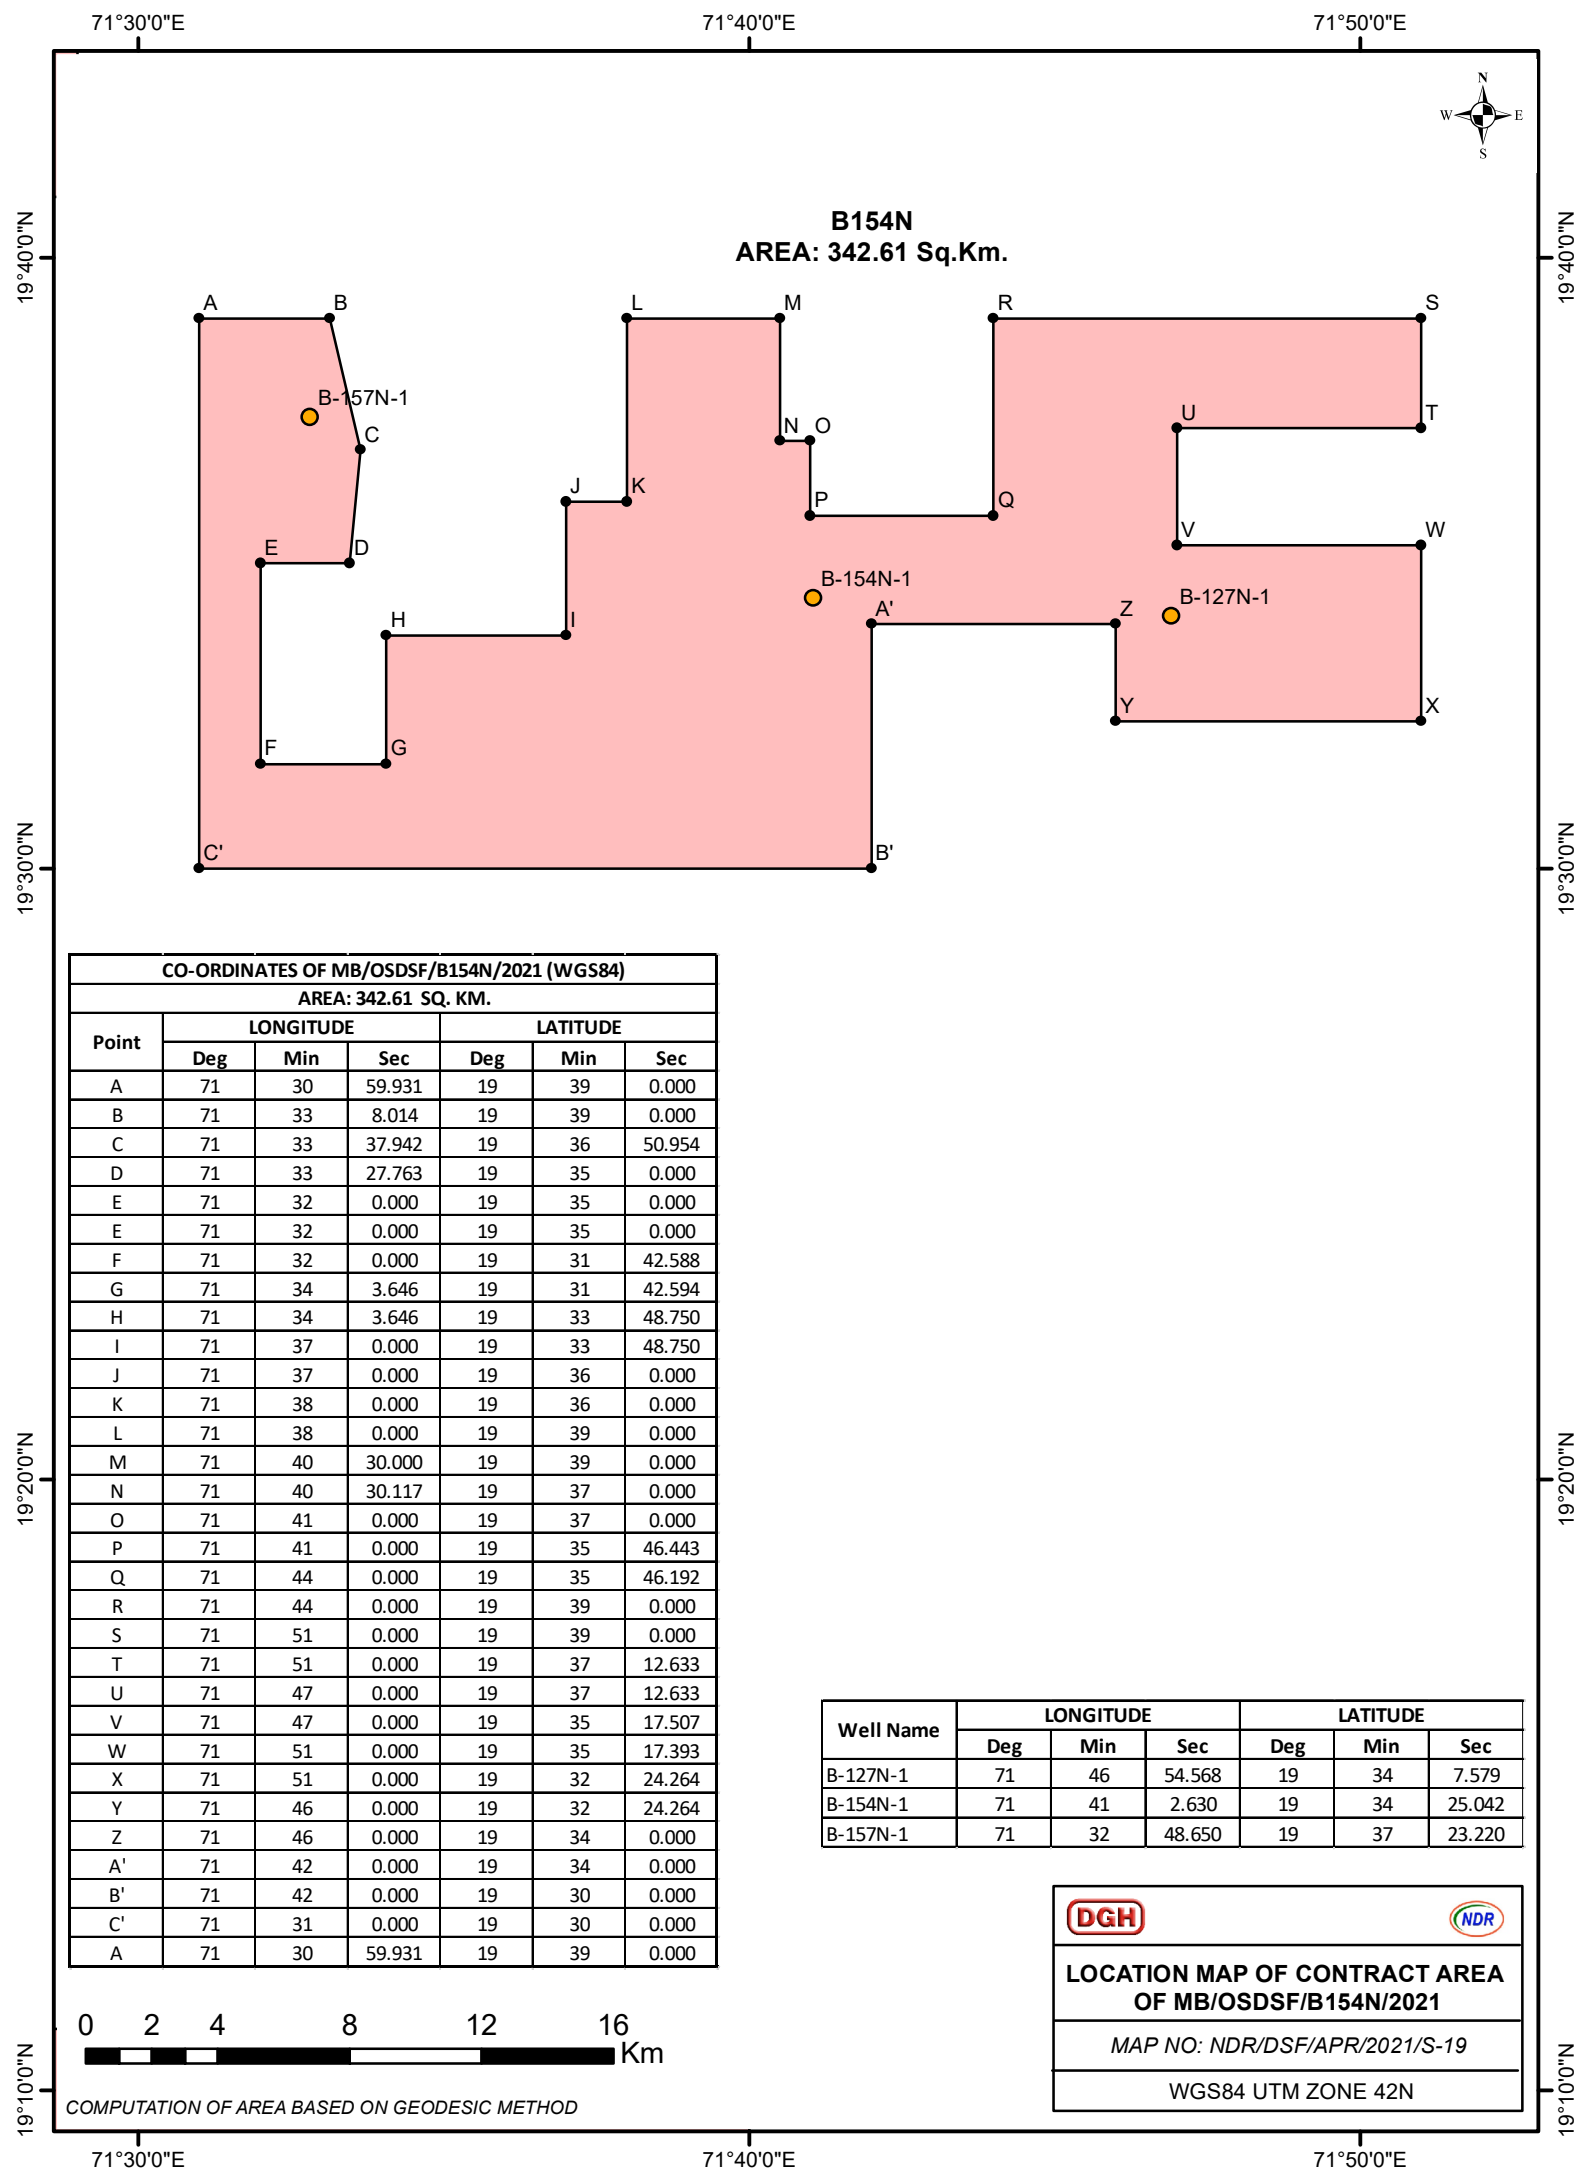 71°30'0"E 71°40'0"E 71°50'0"E
N
W E
S
19°40'0"N 19°40'0"N
B154N
AREA: 342.61 Sq.Km.
A B L M R S
B-157N-1
C N O U T
J K P Q
E D V W
B-154N-1
B-127N-1
H I A' Z
Y X
F G
C' B'
19°30'0"N 19°30'0"N
CO-ORDINATES OF MB/OSDSF/B154N/2021 (WGS84)
AREA: 342.61 SQ. KM.
Point LONGITUDE LATITUDE
Deg Min Sec Deg Min Sec
A 71 30 59.931 19 39 0.000
B 71 33 8.014 19 39 0.000
C 71 33 37.942 19 36 50.954
D 71 33 27.763 19 35 0.000
E 71 32 0.000 19 35 0.000
E 71 32 0.000 19 35 0.000
F 71 32 0.000 19 31 42.588
G 71 34 3.646 19 31 42.594
H 71 34 3.646 19 33 48.750
I 71 37 0.000 19 33 48.750
J 71 37 0.000 19 36 0.000
K 71 38 0.000 19 36 0.000
L 71 38 0.000 19 39 0.000
M 71 40 30.000 19 39 0.000
N 71 40 30.117 19 37 0.000
O 71 41 0.000 19 37 0.000
P 71 41 0.000 19 35 46.443
Q 71 44 0.000 19 35 46.192
R 71 44 0.000 19 39 0.000
S 71 51 0.000 19 39 0.000
T 71 51 0.000 19 37 12.633
U 71 47 0.000 19 37 12.633
V 71 47 0.000 19 35 17.507
W 71 51 0.000 19 35 17.393
X 71 51 0.000 19 32 24.264
Y 71 46 0.000 19 32 24.264
Z 71 46 0.000 19 34 0.000
A' 71 42 0.000 19 34 0.000
B' 71 42 0.000 19 30 0.000
C' 71 31 0.000 19 30 0.000
A 71 30 59.931 19 39 0.000
19°20'0"N 19°20'0"N
Well Name LONGITUDE LATITUDE
Deg Min Sec Deg Min Sec
B-127N-1 71 46 54.568 19 34 7.579
B-154N-1 71 41 2.630 19 34 25.042
B-157N-1 71 32 48.650 19 37 23.220
DGH NDR
LOCATION MAP OF CONTRACT AREA
OF MB/OSDSF/B154N/2021
MAP NO: NDR/DSF/APR/2021/S-19
WGS84 UTM ZONE 42N
0 2 4 8 12 16
Km
COMPUTATION OF AREA BASED ON GEODESIC METHOD
19°10'0"N 19°10'0"N
71°30'0"E 71°40'0"E 71°50'0"E